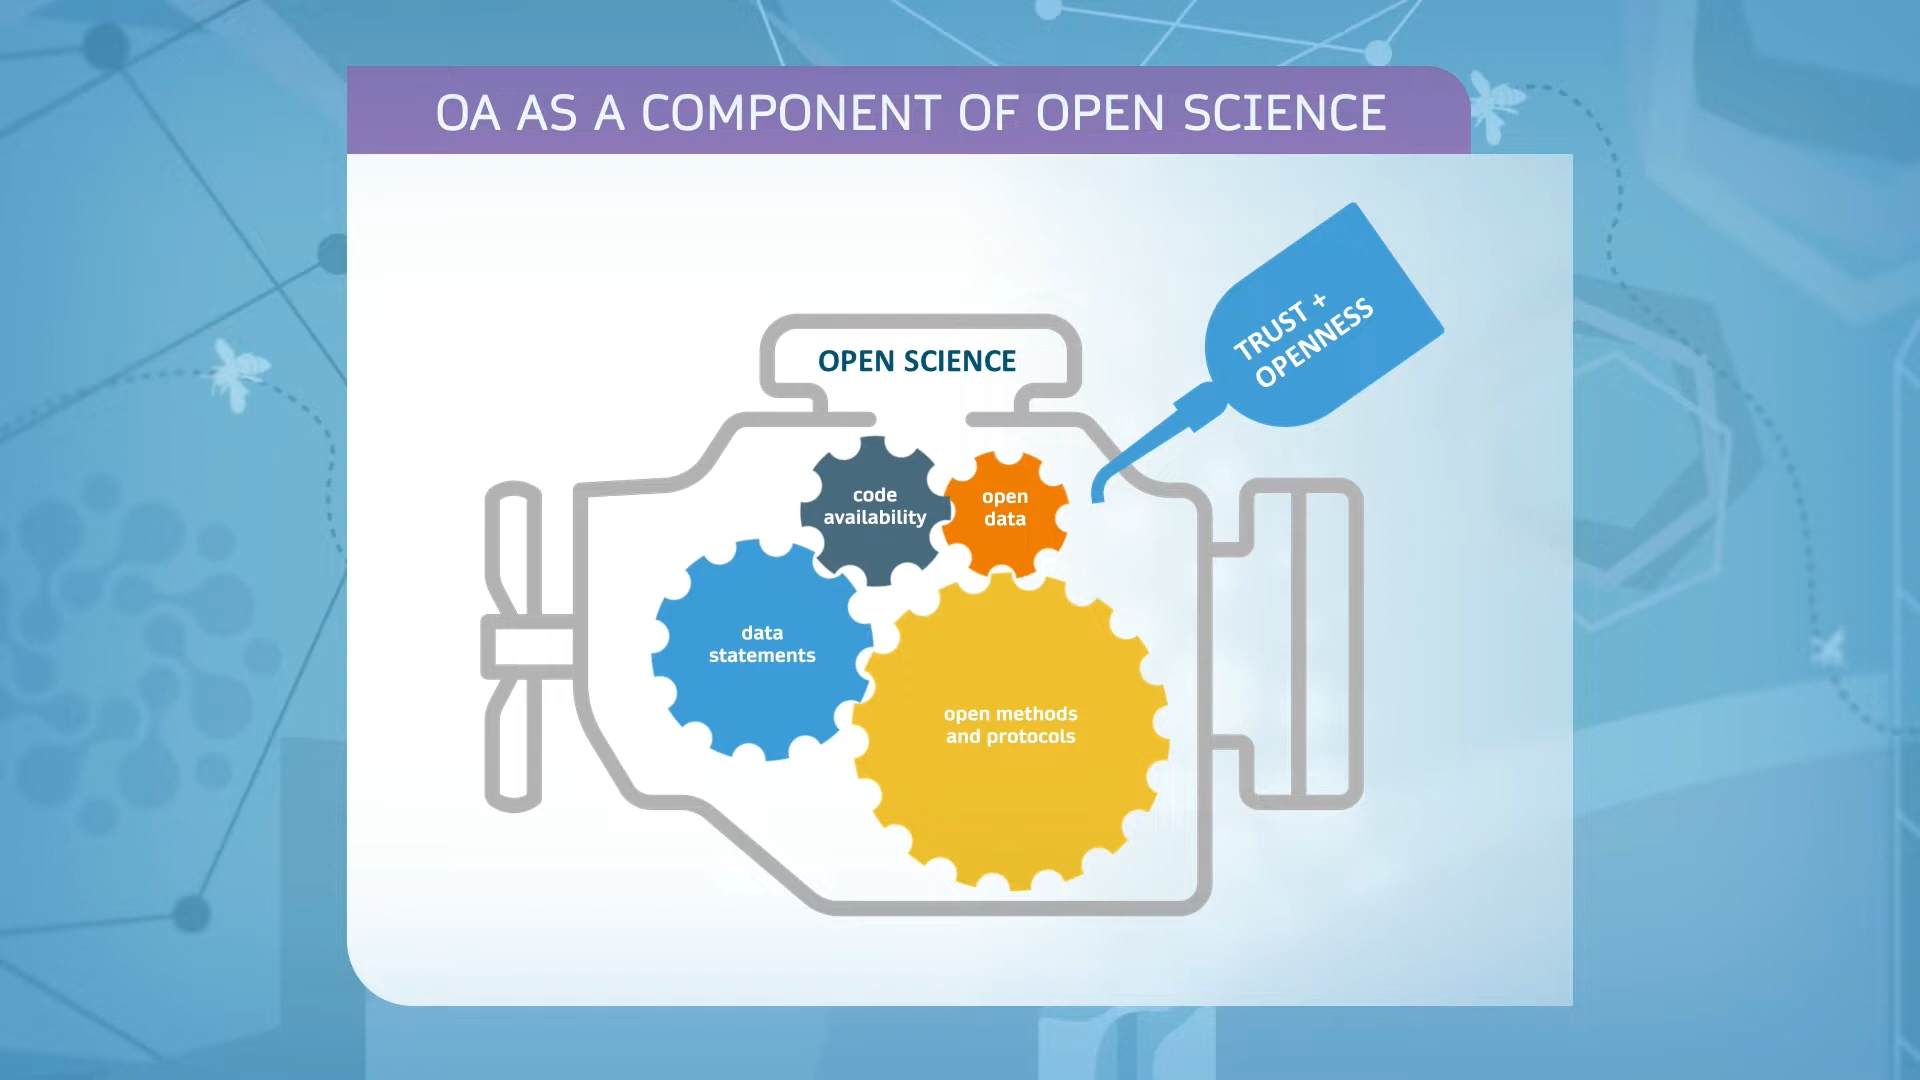 OA AS A COMPONENT OF OPEN SCIENCE
TRUST +
OPENNESS
OPEN SCIENCE
code
availability
open
data
data
statements
open methods
and protocols